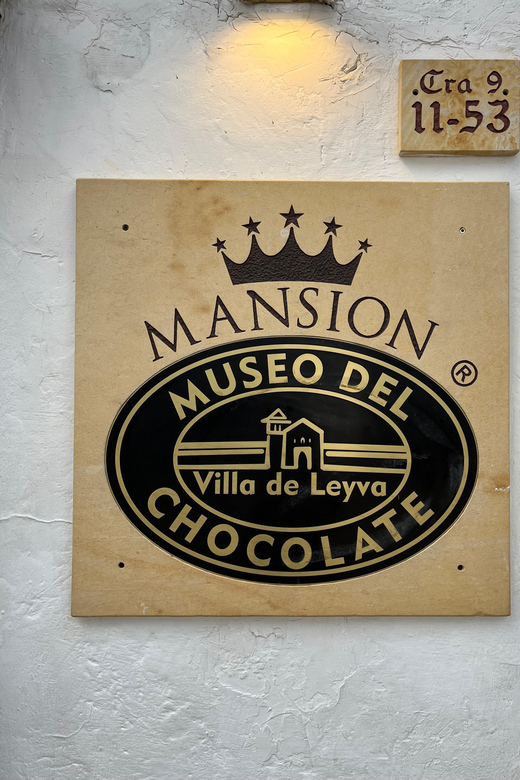 .Cra 9.
11-53
MANSION
®
MUSEO DEL
Villa de Leyva
CHOCOLATE